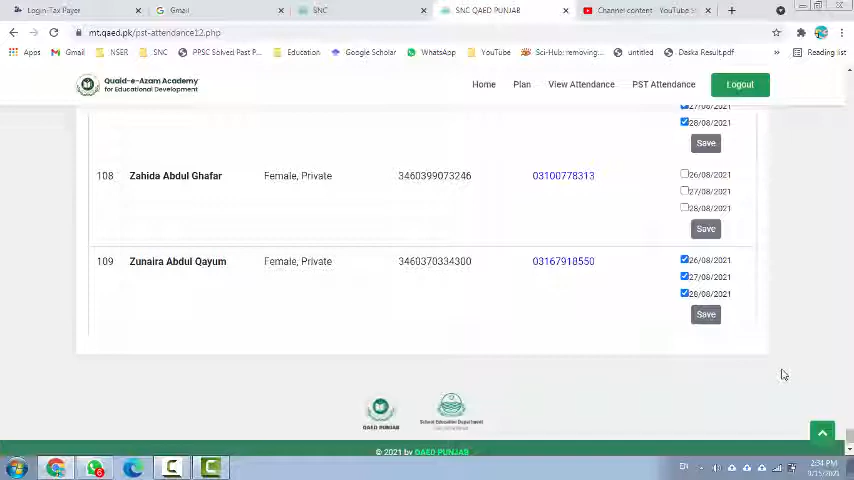 Login-Tax Payer
Gmail
SNC
SNC QAED PUNJAB
Channel content - YouTube S
mt.qaed.pk/pst-attendance12.php
Apps Gmail NSER SNC PPSC Solved Past P... Education Google Scholar WhatsApp YouTube Sci-Hub: removing... Daska Result.pdf » Reading list
Quaid-e-Azam Academy
for Educational Development
Home Plan View Attendance PST Attendance Logout
27/08/2021
28/08/2021
Save
108 Zahida Abdul Ghafar Female, Private 3460399073246 03100778313
26/08/2021
27/08/2021
28/08/2021
Save
109 Zunaira Abdul Qayum Female, Private 3460370334300 03167918550
26/08/2021
27/08/2021
28/08/2021
Save
QAED PUNJAB
School Education Department
© 2021 by QAED PUNJAB
EN
2:34 PM
9/15/2021